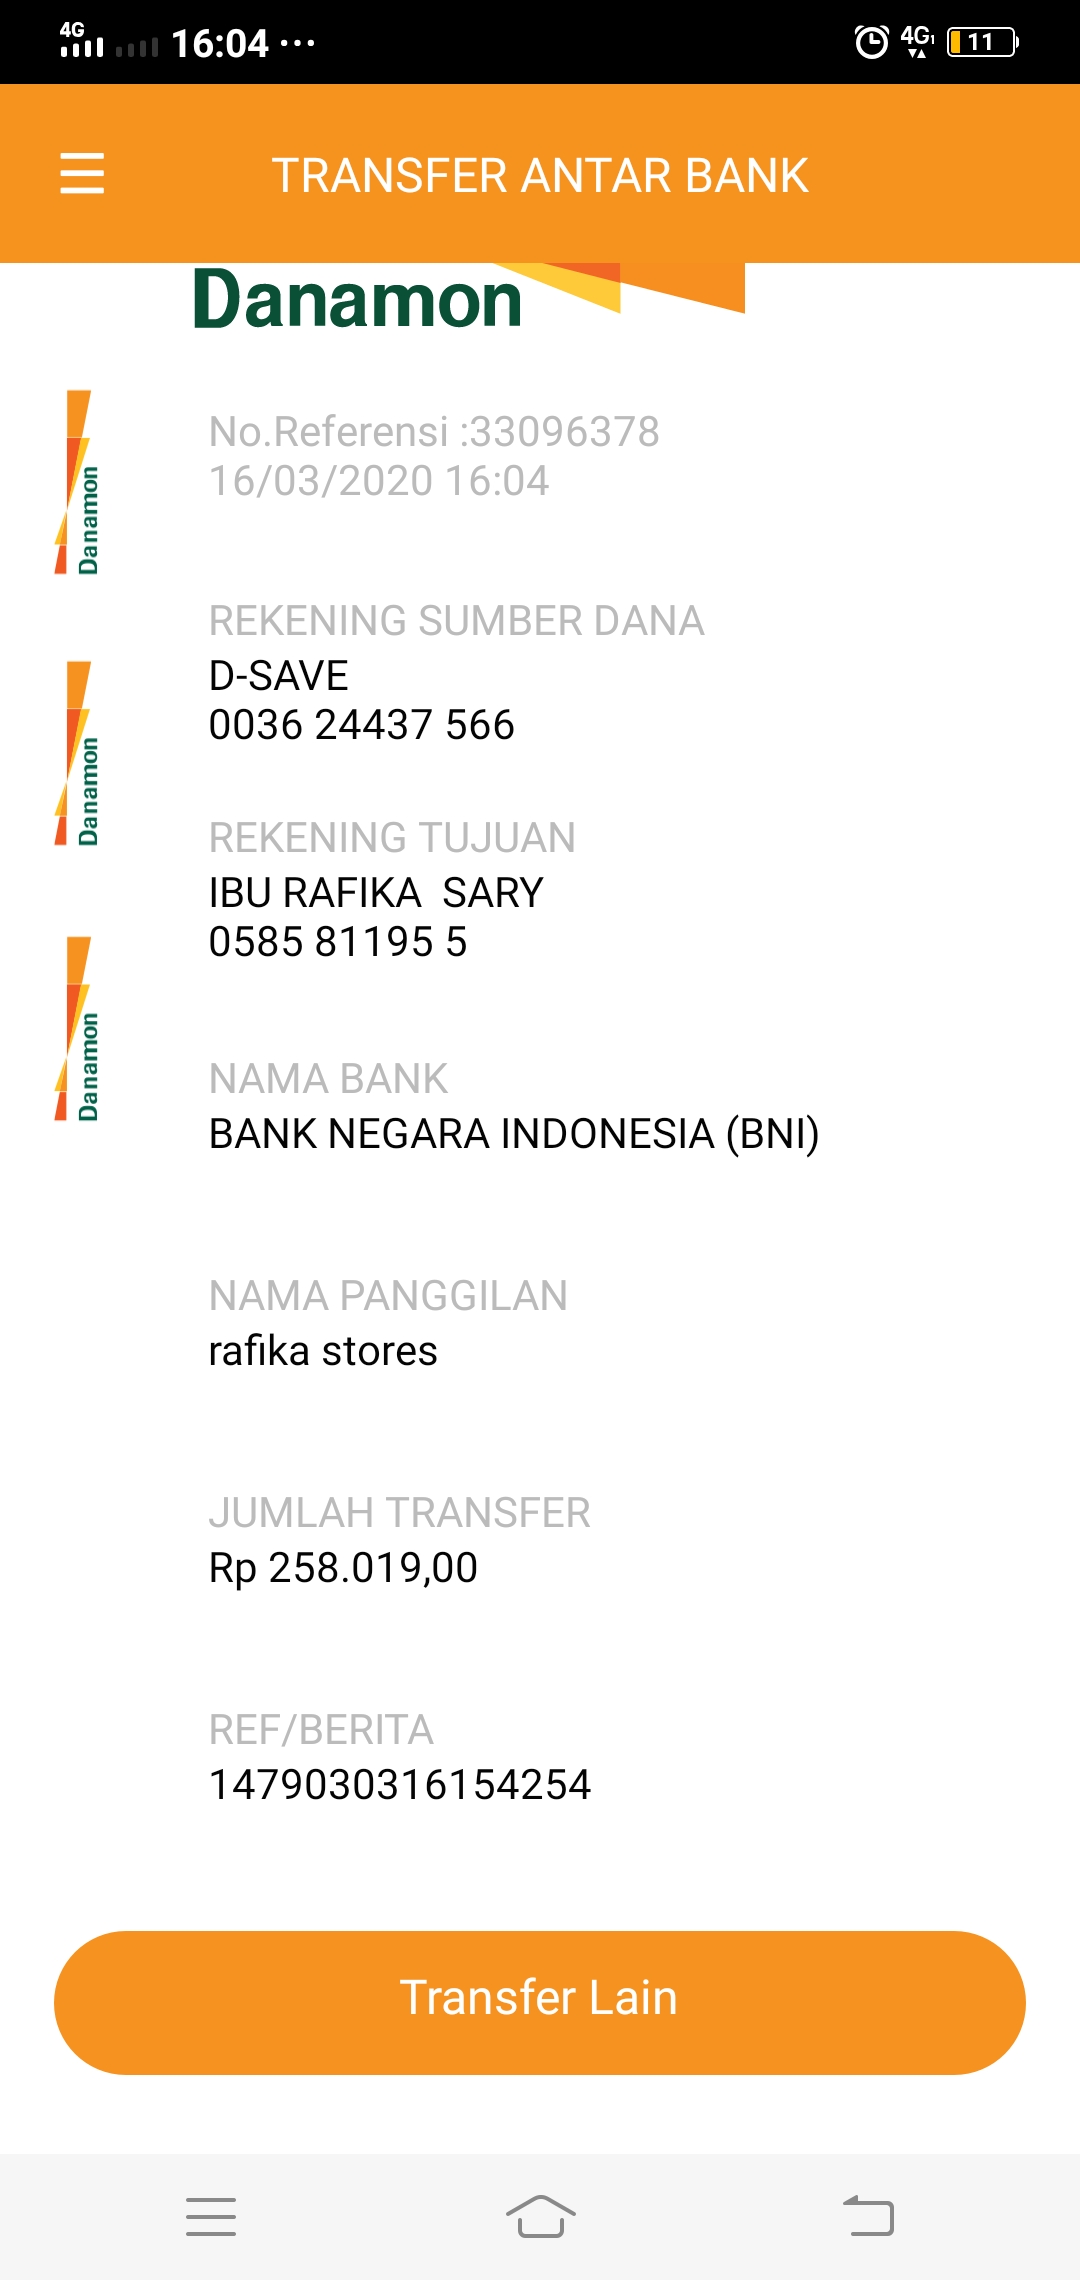 4G 16:04 ... 4G1 11
TRANSFER ANTAR BANK
Danamon
No.Referensi :33096378
16/03/2020 16:04
Danamon
REKENING SUMBER DANA
D-SAVE
0036 24437 566
Danamon
REKENING TUJUAN
IBU RAFIKA  SARY
0585 81195 5
Danamon
NAMA BANK
BANK NEGARA INDONESIA (BNI)
NAMA PANGGILAN
rafika stores
JUMLAH TRANSFER
Rp 258.019,00
REF/BERITA
1479030316154254
Transfer Lain